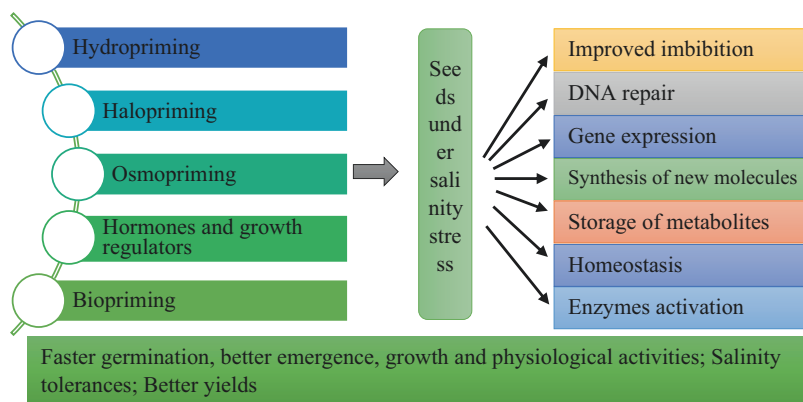 Hydropriming
Halopriming
Osmopriming
Hormones and growth
regulators
Biopriming
See
ds
und
er
sali
nity
stre
ss
Improved imbibition
DNA repair
Gene expression
Synthesis of new molecules
Storage of metabolites
Homeostasis
Enzymes activation
Faster germination, better emergence, growth and physiological activities; Salinity
tolerances; Better yields